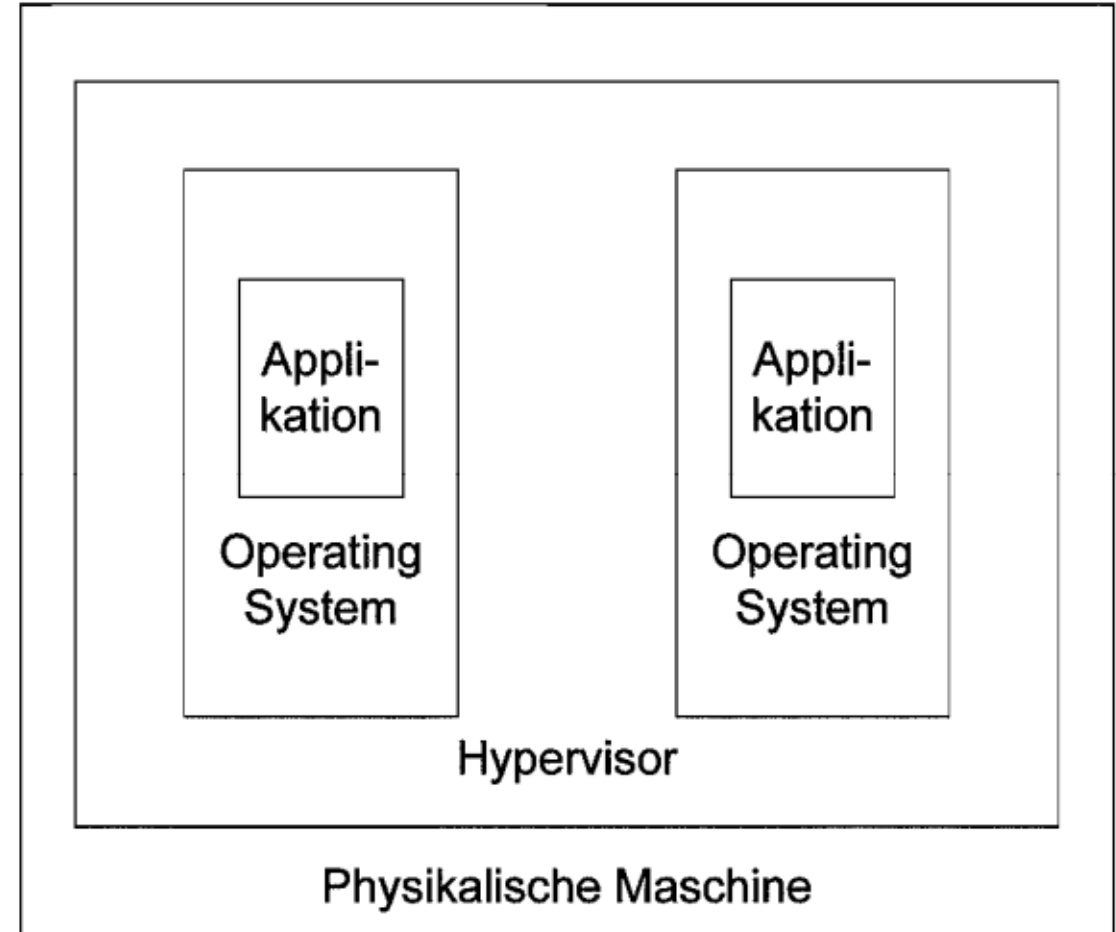 Appli-
kation
Operating
System
Appli-
kation
Operating
System
Hypervisor
Physikalische Maschine